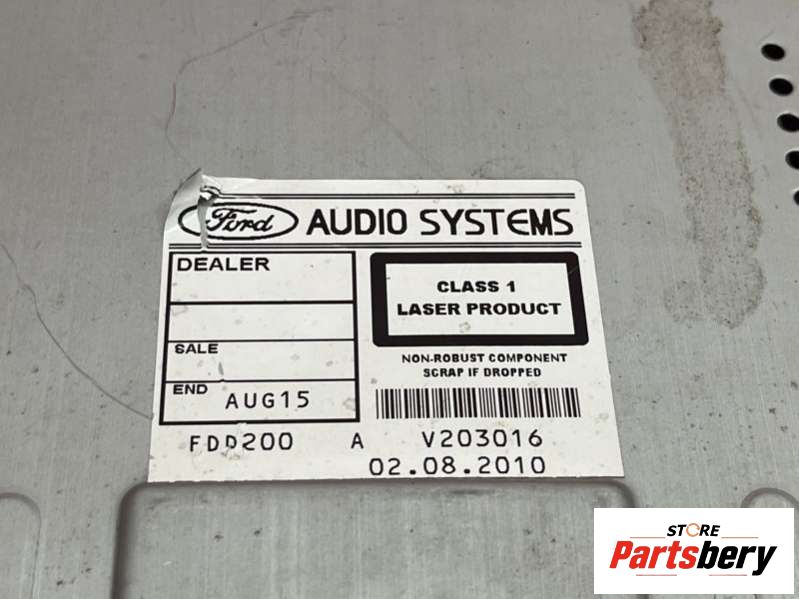 Ford AUDIO SYSTEMS
DEALER
SALE
END AUG15
CLASS 1
LASER PRODUCT
NON-ROBUST COMPONENT
SCRAP IF DROPPED
FDD200 A V203016
02.08.2010
STORE
Partsbery